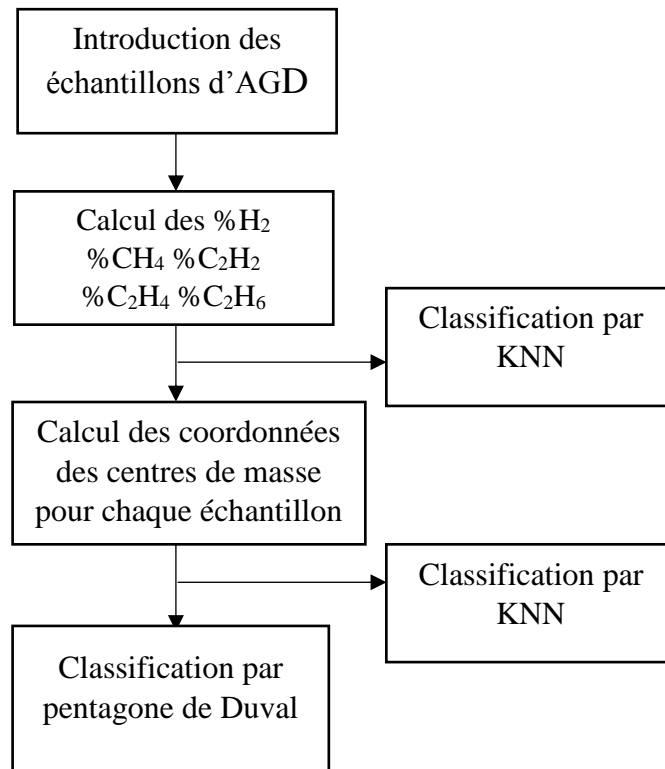 Introduction des
échantillons d’AGD
Calcul des %H₂
%CH₄ %C₂H₂
%C₂H₄ %C₂H₆
Classification par
KNN
Calcul des coordonnées
des centres de masse
pour chaque échantillon
Classification par
KNN
Classification par
pentagone de Duval